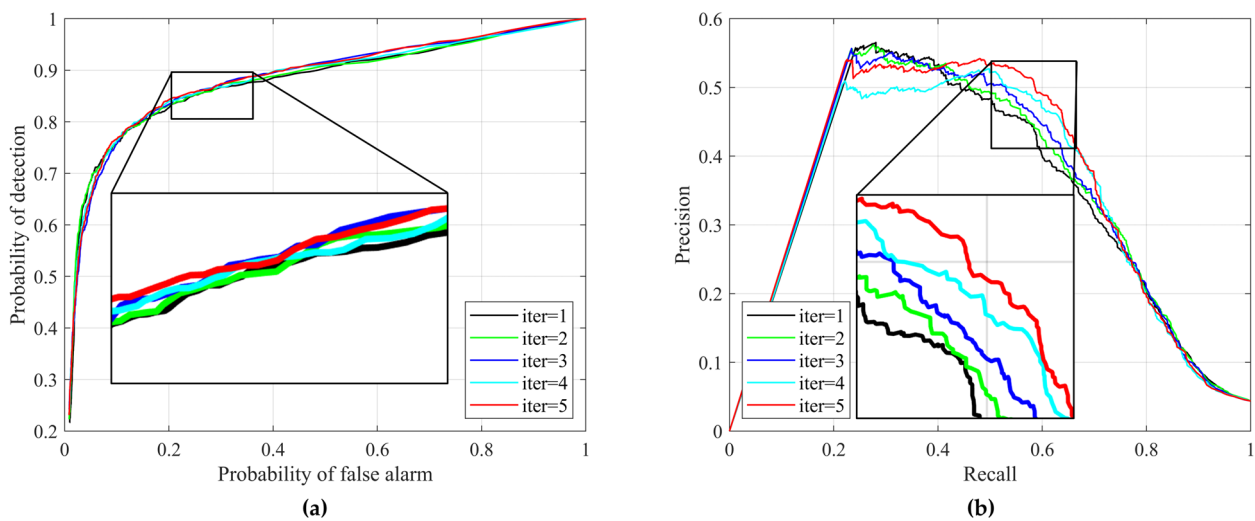 1
0.9
0.8
0.7
0.6
0.5
0.4
0.3
0.2
0 0.2 0.4 0.6 0.8 1
Probability of detection
Probability of false alarm
iter=1
iter=2
iter=3
iter=4
iter=5
(a)
0.6
0.5
0.4
0.3
0.2
0.1
0
0 0.2 0.4 0.6 0.8 1
Precision
Recall
iter=1
iter=2
iter=3
iter=4
iter=5
(b)